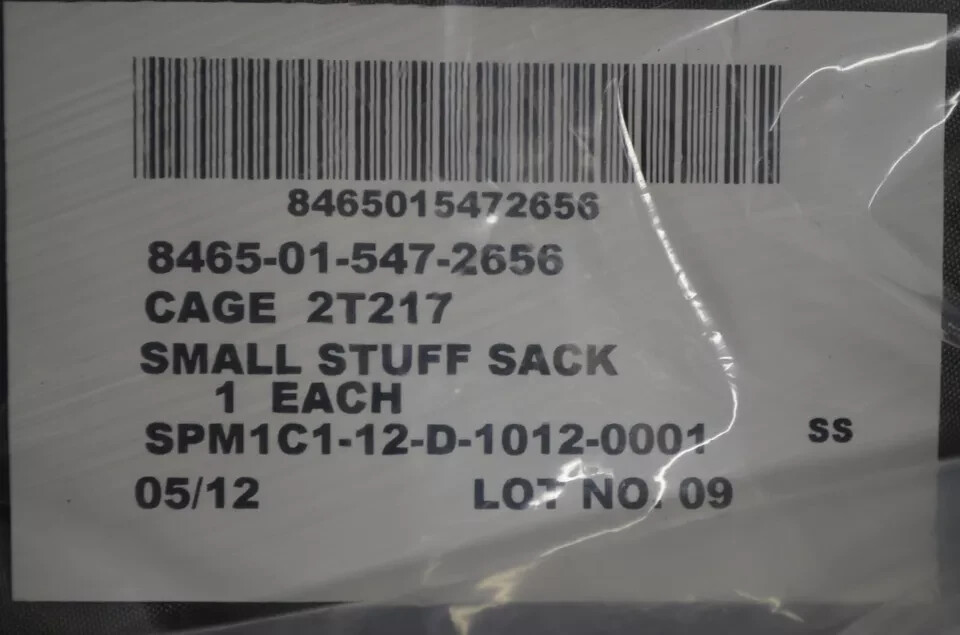 8465015472656
8465-01-547-2656
CAGE 2T217
SMALL STUFF SACK
1 EACH
SPM1C1-12-D-1012-0001 SS
05/12 LOT NO. 09